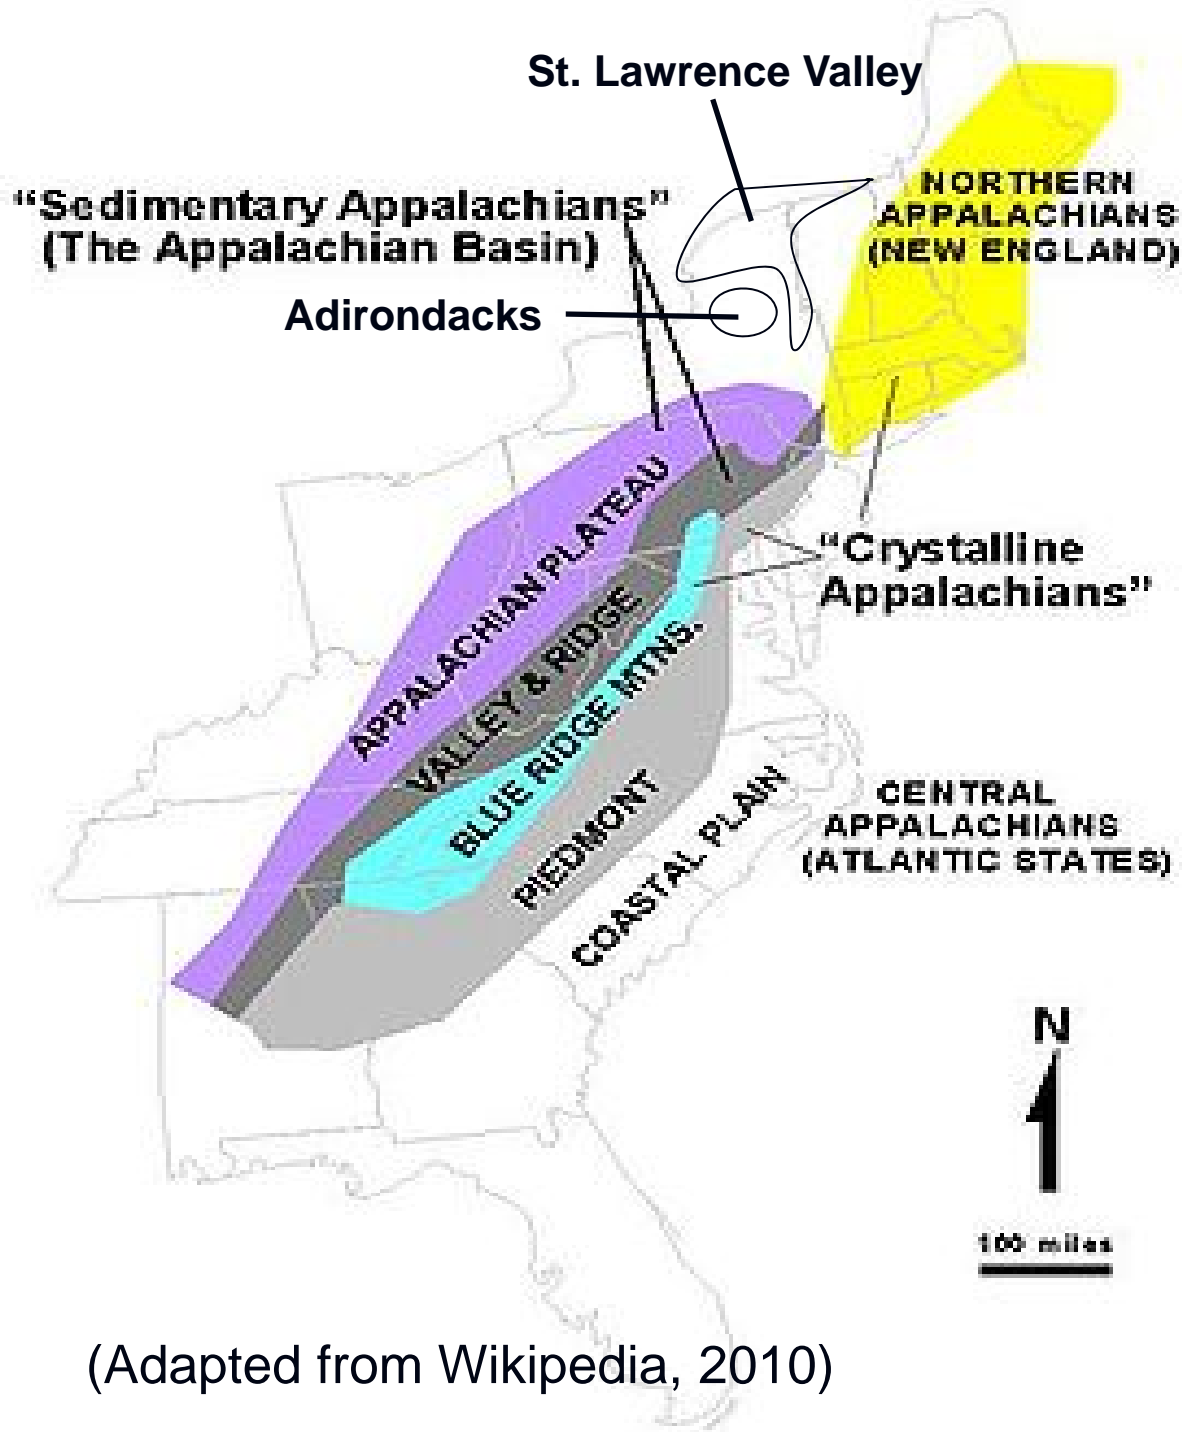 St. Lawrence Valley
“Sedimentary Appalachians”
(The Appalachian Basin)
NORTHERN
APPALACHIANS
(NEW ENGLAND)
Adirondacks
APPALACHIAN PLATEAU
VALLEY & RIDGE
BLUE RIDGE MTNS.
PIEDMONT
COASTAL PLAIN
“Crystalline
Appalachians”
CENTRAL
APPALACHIANS
(ATLANTIC STATES)
N
100 miles
(Adapted from Wikipedia, 2010)